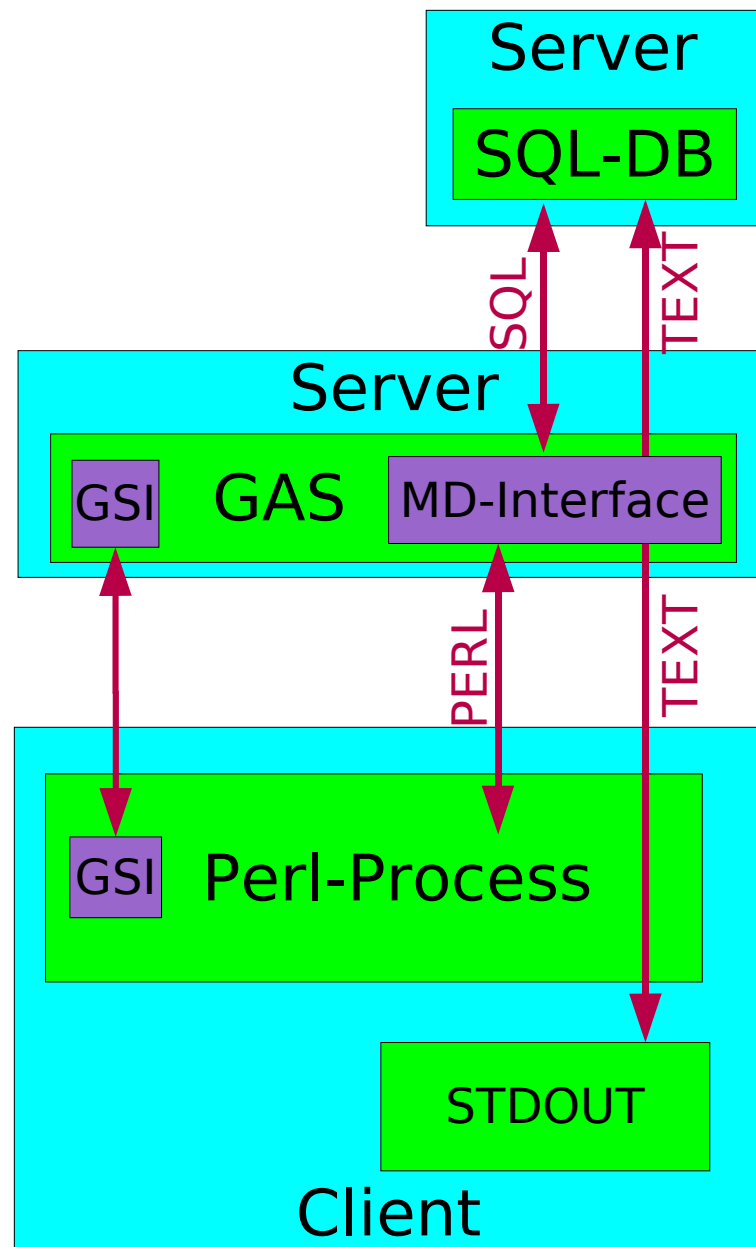 Server
SQL-DB
SQL
TEXT
Server
GSI
GAS
MD-Interface
PERL
TEXT
GSI
Perl-Process
STDOUT
Client